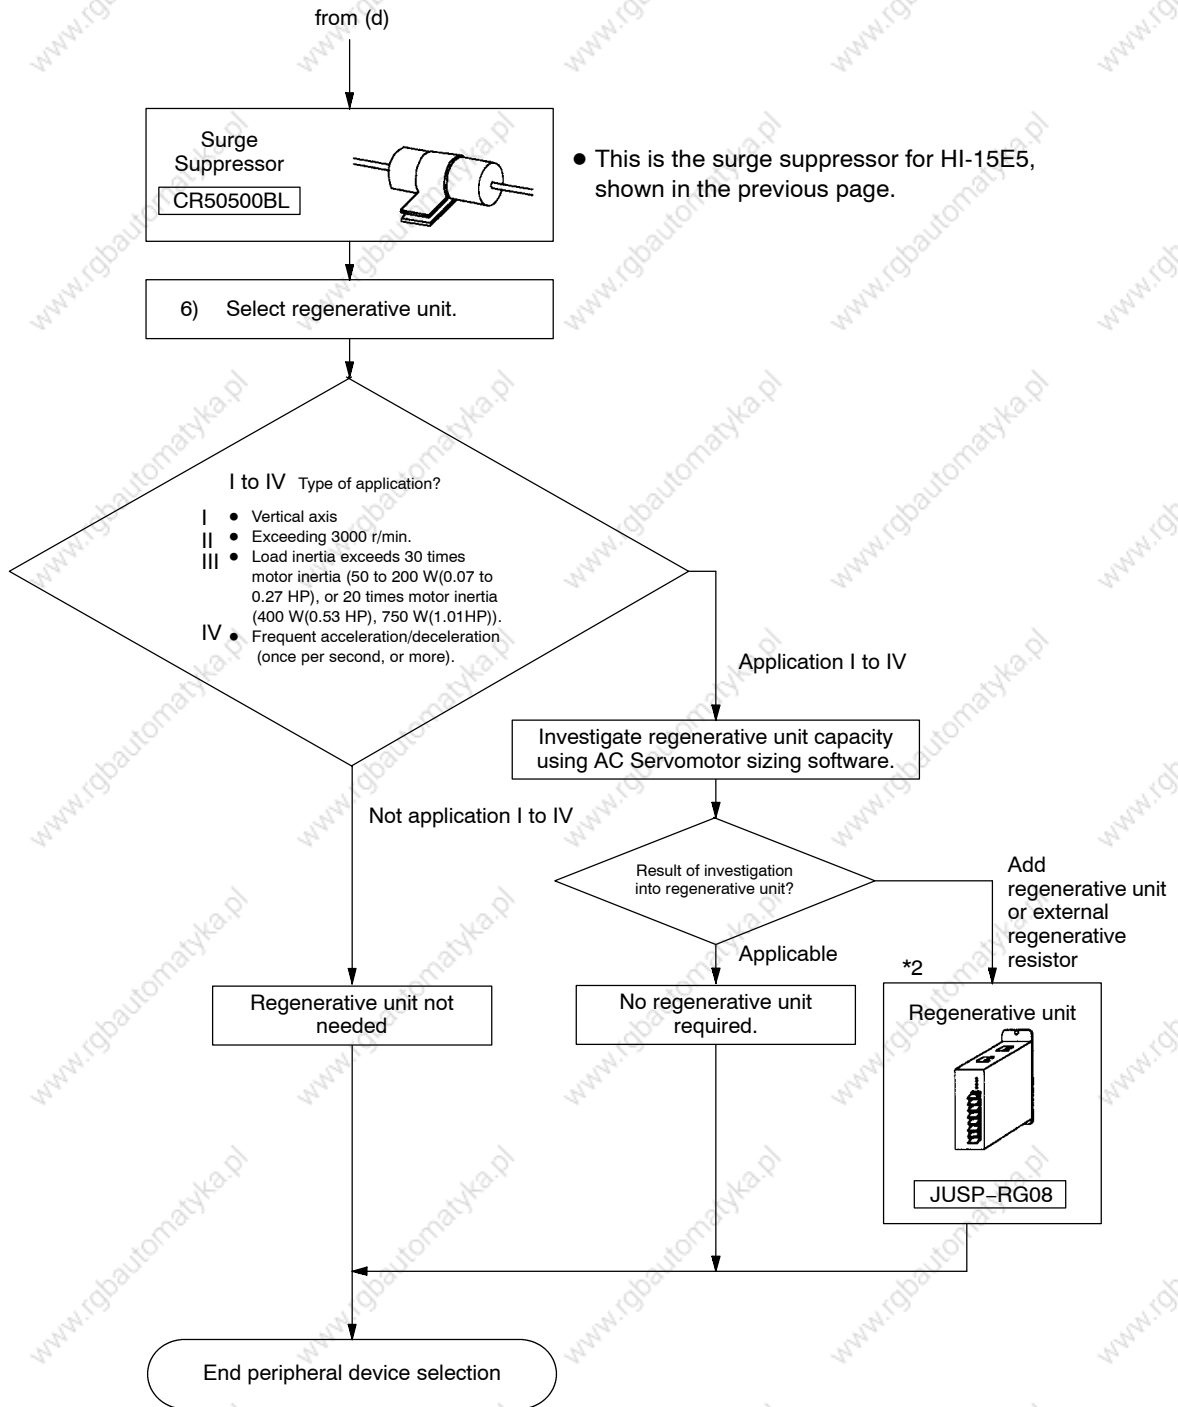 from (d)
Surge
Suppressor
CR50500BL
● This is the surge suppressor for HI-15E5,
shown in the previous page.
6) Select regenerative unit.
I to IV Type of application?
I ● Vertical axis
II ● Exceeding 3000 r/min.
III ● Load inertia exceeds 30 times
motor inertia (50 to 200 W(0.07 to
0.27 HP), or 20 times motor inertia
(400 W(0.53 HP), 750 W(1.01HP)).
IV ● Frequent acceleration/deceleration
(once per second, or more).
Application I to IV
Investigate regenerative unit capacity
using AC Servomotor sizing software.
Not application I to IV
Result of investigation
into regenerative unit?
Add
regenerative unit
or external
regenerative
resistor
Applicable
*2
Regenerative unit not
needed
No regenerative unit
required.
Regenerative unit
JUSP–RG08
End peripheral device selection
www.rgbautomatyka.pl